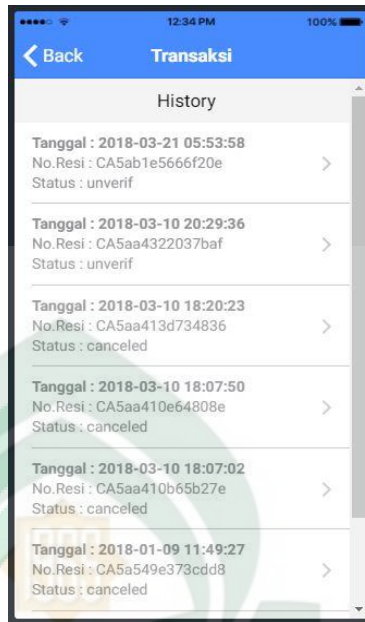 12:34 PM
100%
Back
Transaksi
History
Tanggal : 2018-03-21 05:53:58
No.Resi : CA5ab1e5666f20e
Status : unverif
Tanggal : 2018-03-10 20:29:36
No.Resi : CA5aa4322037baf
Status : unverif
Tanggal : 2018-03-10 18:20:23
No.Resi : CA5aa413d734836
Status : canceled
Tanggal : 2018-03-10 18:07:50
No.Resi : CA5aa410e64808e
Status : canceled
Tanggal : 2018-03-10 18:07:02
No.Resi : CA5aa410b65b27e
Status : canceled
Tanggal : 2018-01-09 11:49:27
No.Resi : CA5a549e373cdd8
Status : canceled